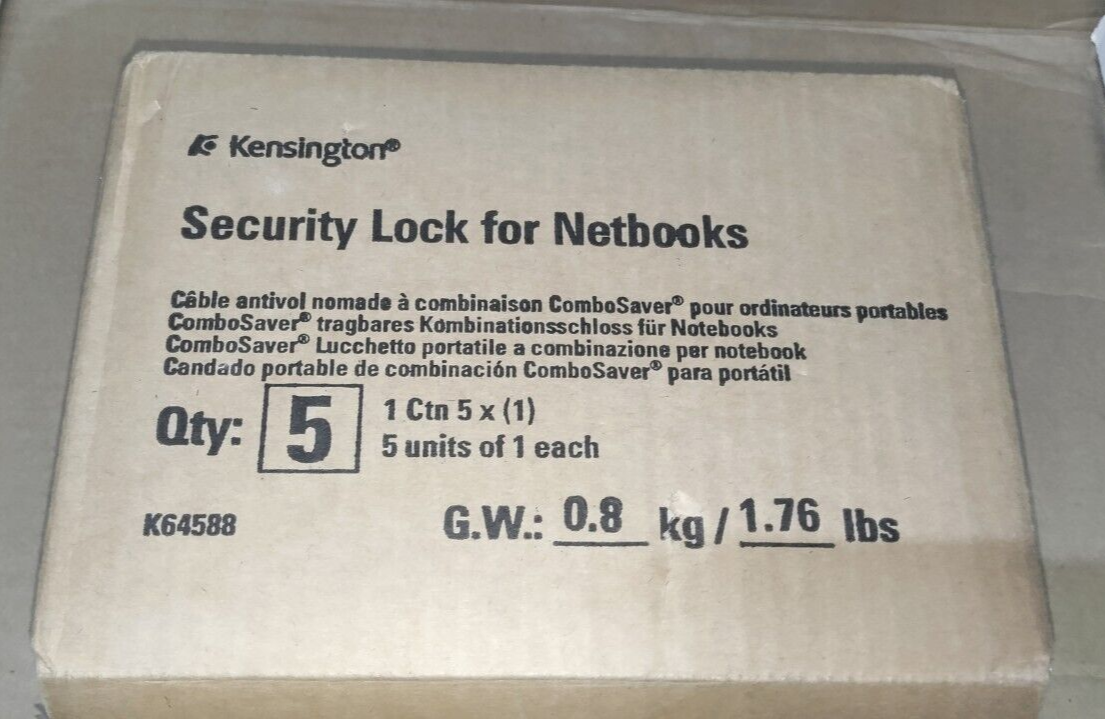 Kensington®
Security Lock for Netbooks
Câble antivol nomade à combinaison ComboSaver® pour ordinateurs portables
ComboSaver® tragbares Kombinationsschloss für Notebooks
ComboSaver® Lucchetto portatile a combinazione per notebook
Candado portable de combinación ComboSaver® para portátil
Qty: 5
1 Ctn 5 x (1)
5 units of 1 each
K64588
G.W.: 0.8 kg / 1.76 lbs